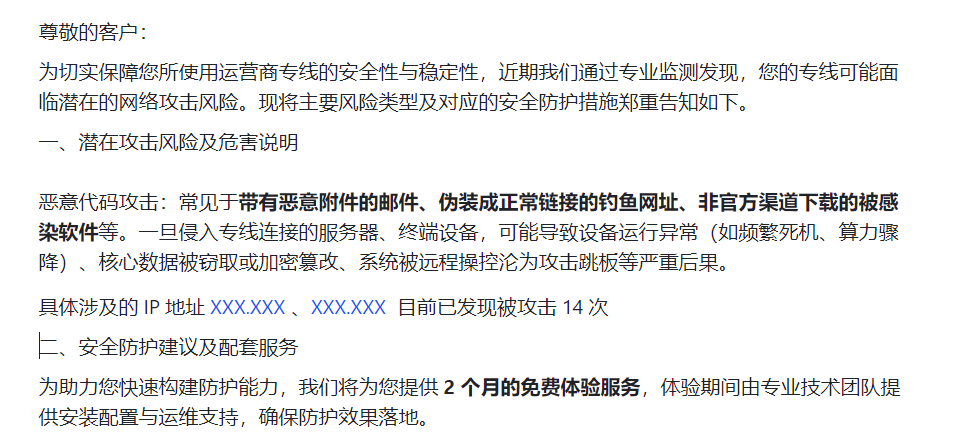 尊敬的客户：
为切实保障您所使用运营商专线的安全性与稳定性，近期我们通过专业监测发现，您的专线可能面
临潜在的网络攻击风险。现将主要风险类型及对应的安全防护措施郑重告知如下。
一、潜在攻击风险及危害说明
恶意代码攻击：常见于带有恶意附件的邮件、伪装成正常链接的钓鱼网址、非官方渠道下载的被感
染软件等。一旦侵入专线连接的服务器、终端设备，可能导致设备运行异常（如频繁死机、算力骤
降）、核心数据被窃取或加密篡改、系统被远程操控沦为攻击跳板等严重后果。
具体涉及的 IP 地址 XXX.XXX 、XXX.XXX 目前已发现被攻击 14 次
二、安全防护建议及配套服务
为助力您快速构建防护能力，我们将为您提供 2 个月的免费体验服务，体验期间由专业技术团队提
供安装配置与运维支持，确保防护效果落地。